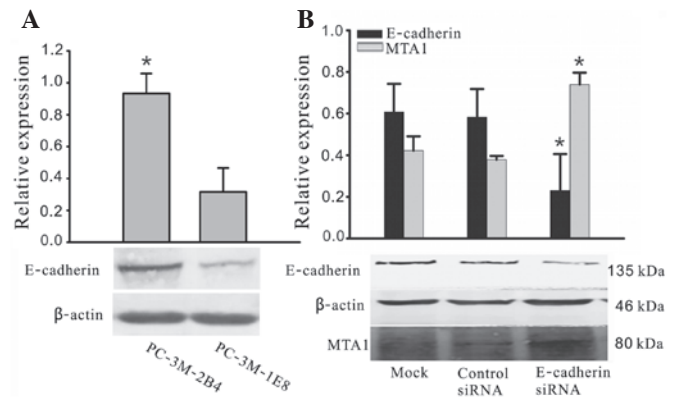 A
Relative expression
1.2
1.0
0.8
0.6
0.4
0.2
0.0
*
E-cadherin
β-actin
PC-3M-2B4
PC-3M-1E8
B
E-cadherin
MTA1
Relative expression
1.0
0.8
0.6
0.4
0.2
0.0
*
*
E-cadherin
135 kDa
β-actin
46 kDa
MTA1
80 kDa
Mock
Control
siRNA
E-cadherin
siRNA